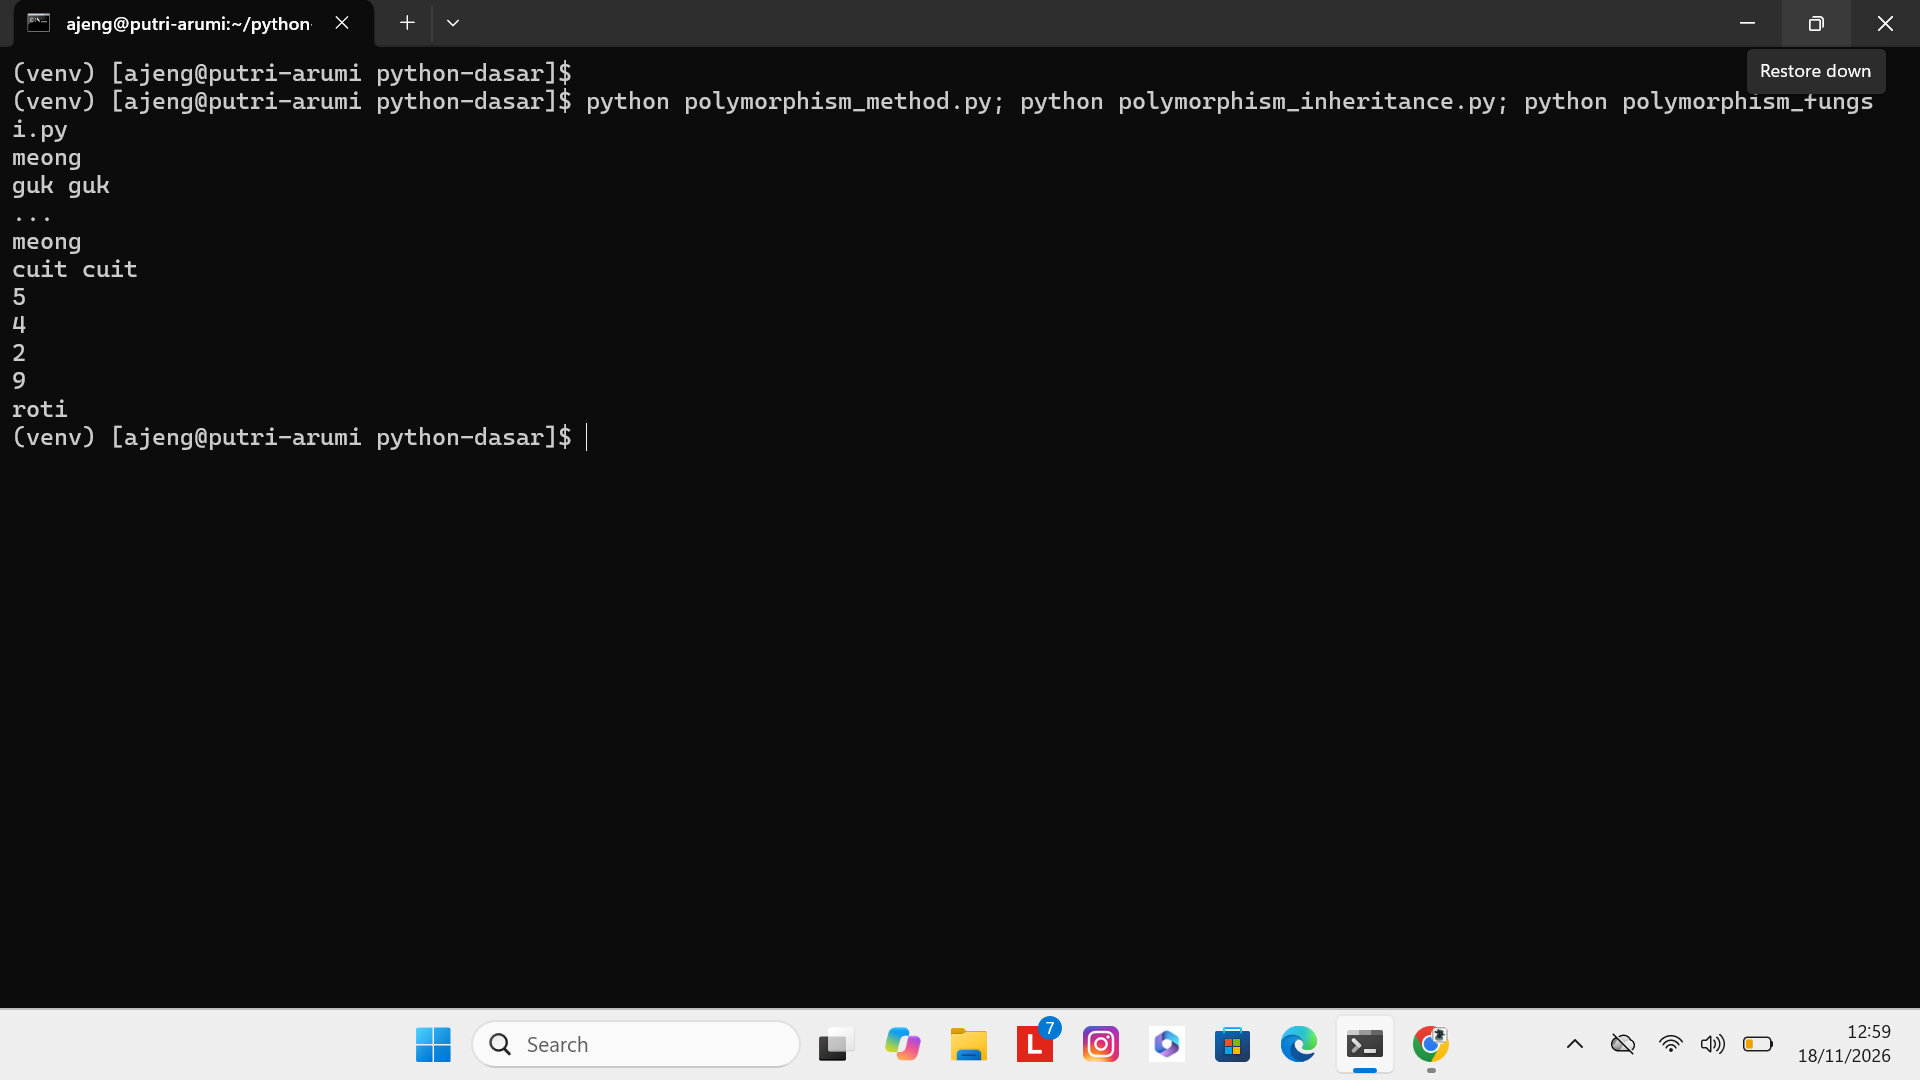 ajeng@putri-arumi:~/python-
Restore down
(venv) [ajeng@putri-arumi python-dasar]$
(venv) [ajeng@putri-arumi python-dasar]$ python polymorphism_method.py; python polymorphism_inheritance.py; python polymorphism_fungs
i.py
meong
guk guk
...
meong
cuit cuit
5
4
2
9
roti
(venv) [ajeng@putri-arumi python-dasar]$
Search
L
7
12:59
18/11/2026